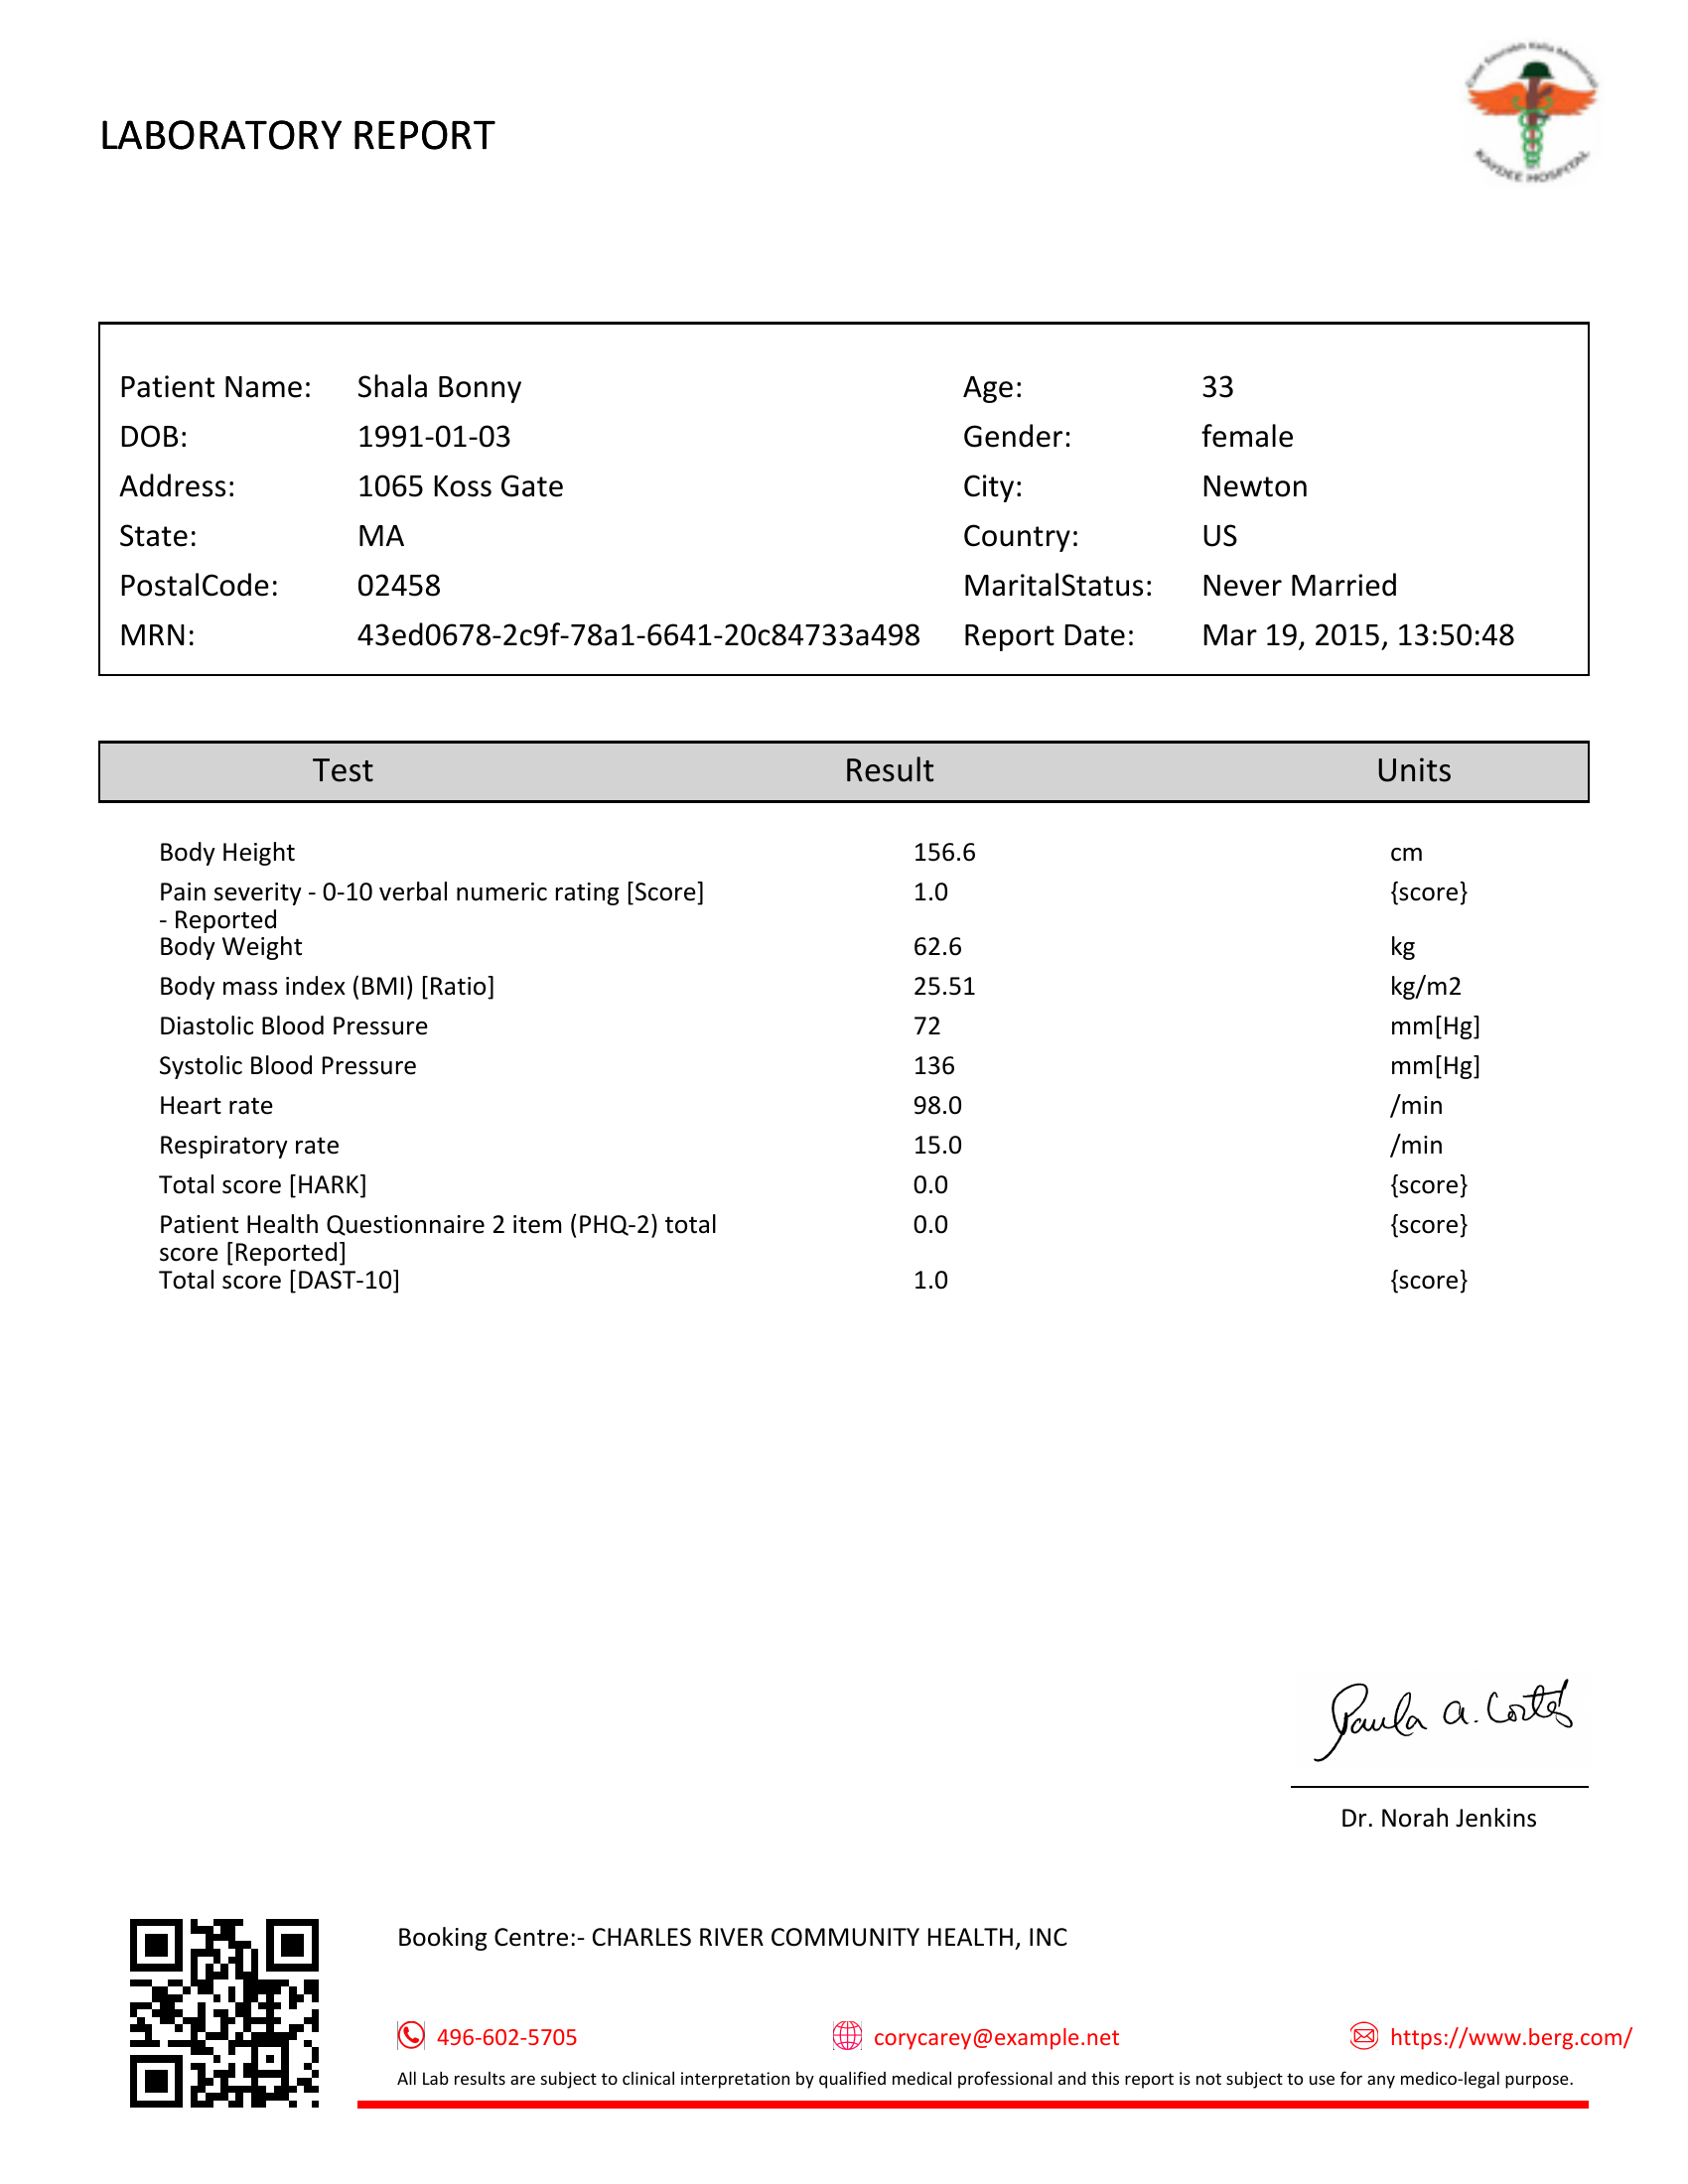 LABORATORY REPORT
KAYDEE HOSPITAL
Patient Name: Shala Bonny Age: 33
DOB: 1991-01-03 Gender: female
Address: 1065 Koss Gate City: Newton
State: MA Country: US
PostalCode: 02458 MaritalStatus: Never Married
MRN: 43ed0678-2c9f-78a1-6641-20c84733a498 Report Date: Mar 19, 2015, 13:50:48
Test Result Units
Body Height 156.6 cm
Pain severity - 0-10 verbal numeric rating [Score] 1.0 {score}
- Reported
Body Weight 62.6 kg
Body mass index (BMI) [Ratio] 25.51 kg/m2
Diastolic Blood Pressure 72 mm[Hg]
Systolic Blood Pressure 136 mm[Hg]
Heart rate 98.0 /min
Respiratory rate 15.0 /min
Total score [HARK] 0.0 {score}
Patient Health Questionnaire 2 item (PHQ-2) total 0.0 {score}
score [Reported]
Total score [DAST-10] 1.0 {score}
Paula a. Cortes
Dr. Norah Jenkins
Booking Centre:- CHARLES RIVER COMMUNITY HEALTH, INC
496-602-5705 corycarey@example.net https://www.berg.com/
All Lab results are subject to clinical interpretation by qualified medical professional and this report is not subject to use for any medico-legal purpose.